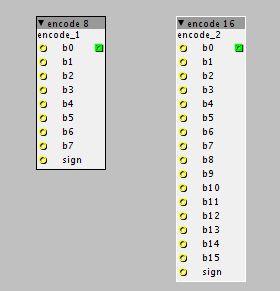 encode 8
encode_1
b0
b1
b2
b3
b4
b5
b6
b7
sign
encode 16
encode_2
b0
b1
b2
b3
b4
b5
b6
b7
b8
b9
b10
b11
b12
b13
b14
b15
sign